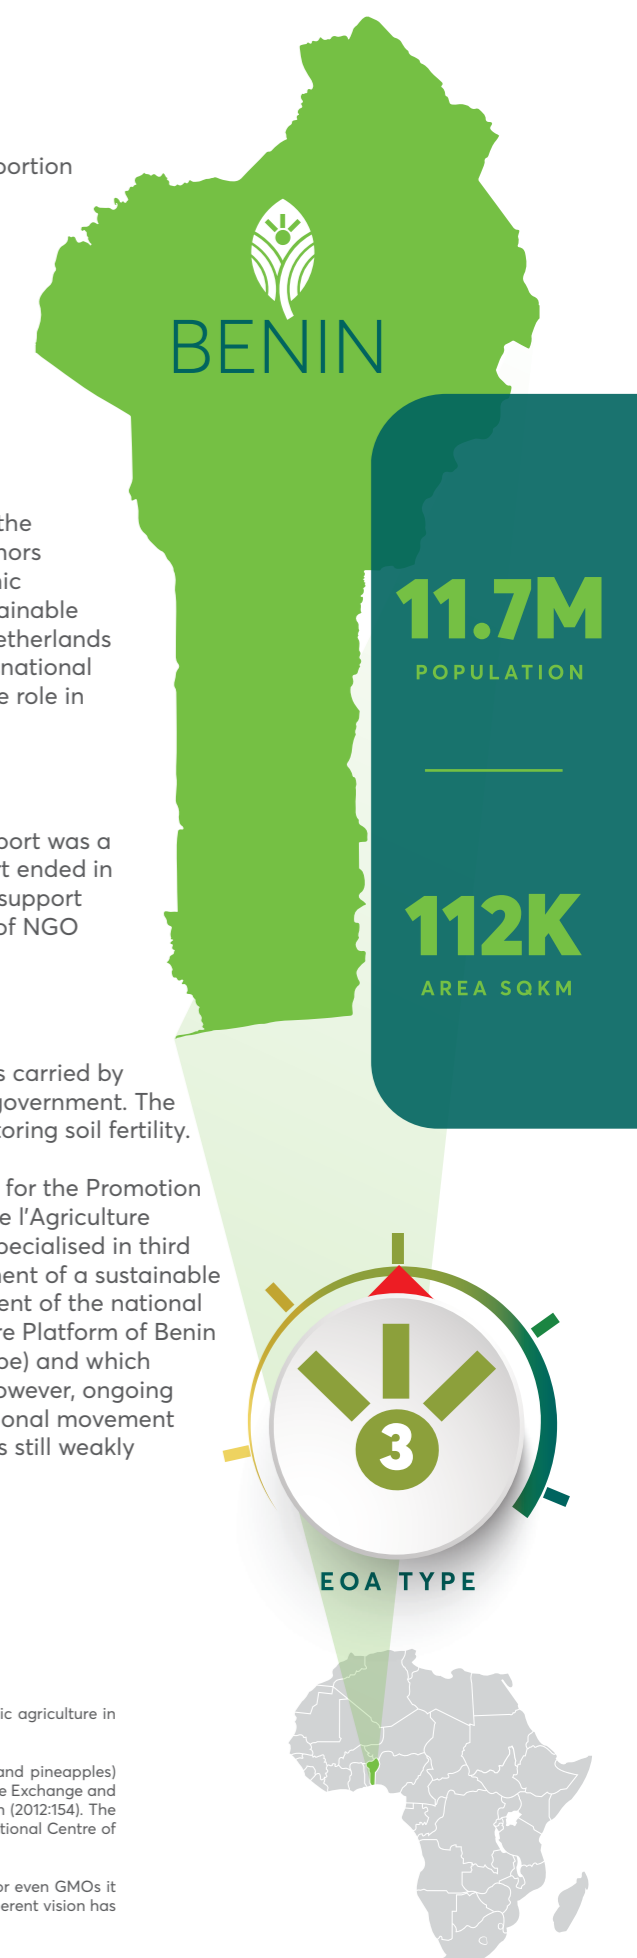 portion
BENIN
the
nors
nic
ainable
etherlands
national
e role in
11.7M
POPULATION
port was a
t ended in
support
of NGO
112K
AREA SQKM
s carried by
government. The
toring soil fertility.
for the Promotion
e l'Agriculture
pecialised in third
nent of a sustainable
ent of the national
re Platform of Benin
pe) and which
owever, ongoing
ional movement
s still weakly
3
EOA TYPE
ic agriculture in
and pineapples)
e Exchange and
n (2012:154). The
tional Centre of
or even GMOs it
erent vision has